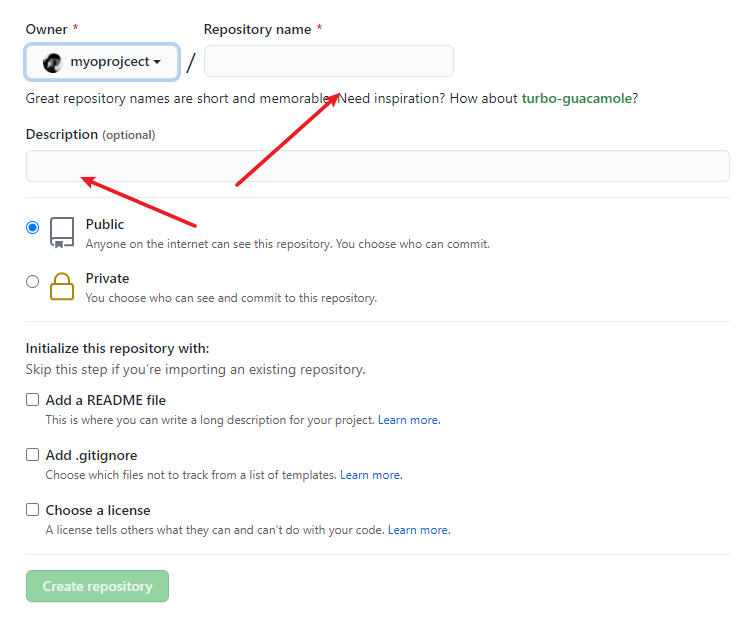 Owner * Repository name *
myoprojcect /
Great repository names are short and memorable. Need inspiration? How about turbo-guacamole?
Description (optional)
Public
Anyone on the internet can see this repository. You choose who can commit.
Private
You choose who can see and commit to this repository.
Initialize this repository with:
Skip this step if you’re importing an existing repository.
Add a README file
This is where you can write a long description for your project. Learn more.
Add .gitignore
Choose which files not to track from a list of templates. Learn more.
Choose a license
A license tells others what they can and can't do with your code. Learn more.
Create repository